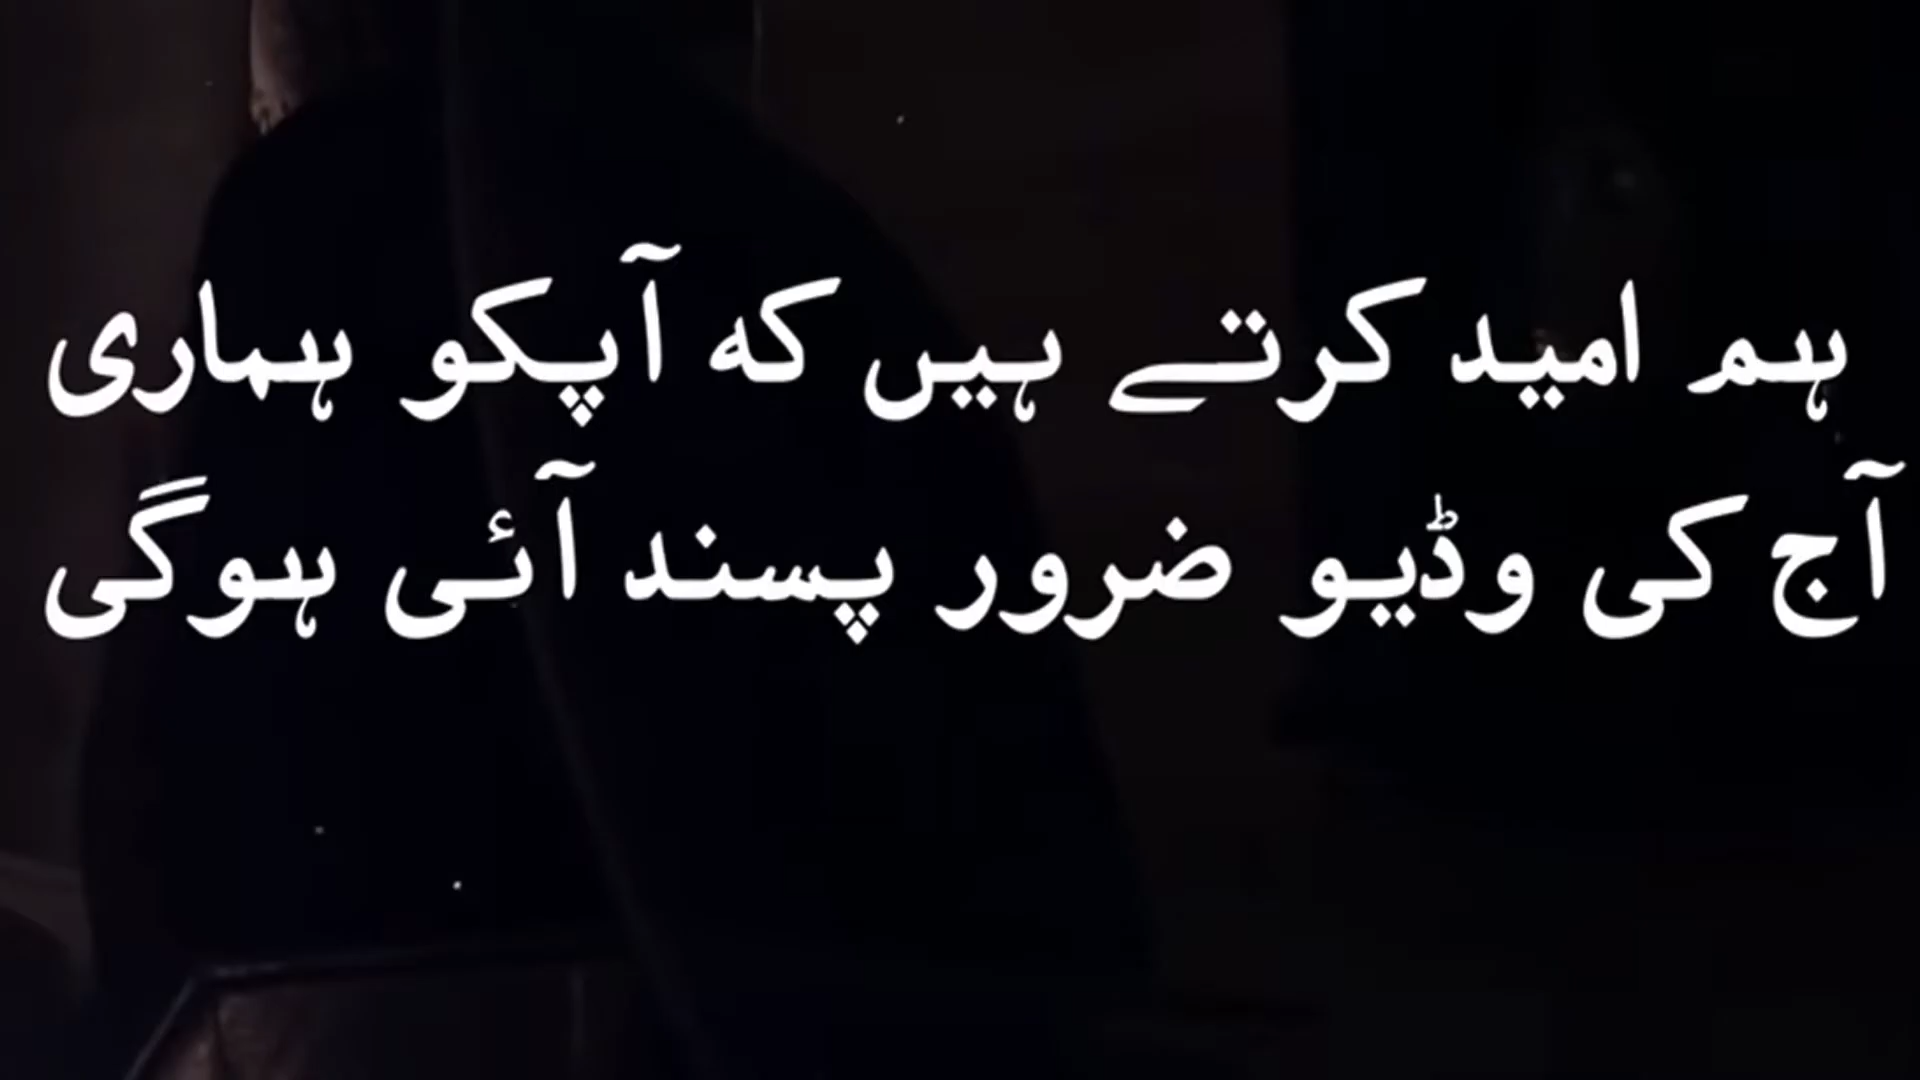 ہم امید کرتے ہیں کہ آپکو ہماری
آج کی وڈیو ضرور پسند آئی ہوگی